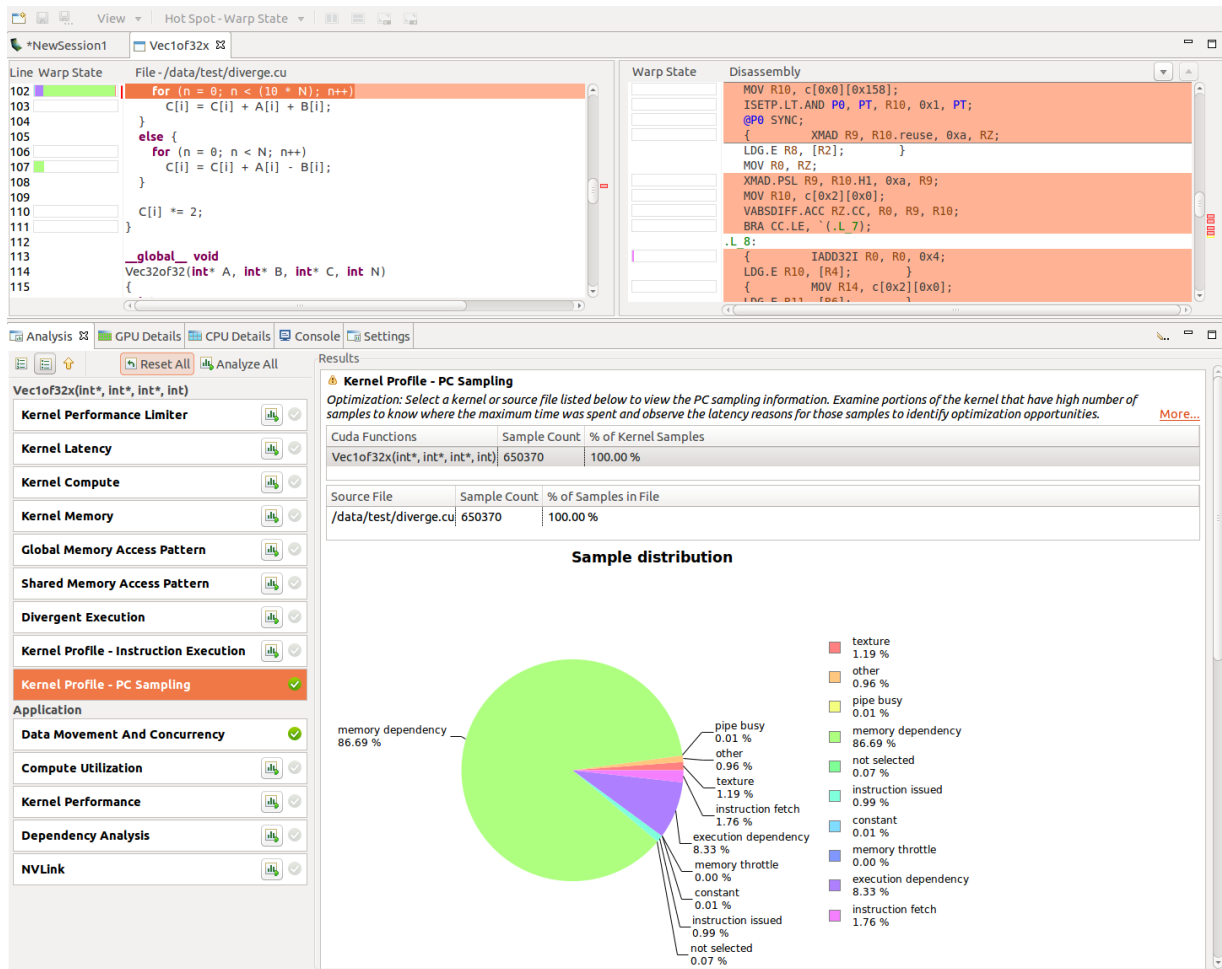 View Hot Spot - Warp State
*NewSession1 Vec1of32x
Line Warp State File - /data/test/diverge.cu
102 for (n = 0; n < (10 * N); n++)
103 C[i] = C[i] + A[i] + B[i];
104 }
105 else {
106 for (n = 0; n < N; n++)
107 C[i] = C[i] + A[i] - B[i];
108 }
109
110 C[i] *= 2;
111 }
112
113 __global__ void
114 Vec32of32(int* A, int* B, int* C, int N)
115 {
Warp State Disassembly
MOV R10, c[0x0][0x158];
ISETP.LT.AND P0, PT, R10, 0x1, PT;
@P0 SYNC;
{ XMAD R9, R10.reuse, 0xa, RZ;
LDG.E R8, [R2]; }
MOV R0, RZ;
XMAD.PSL R9, R10.H1, 0xa, R9;
MOV R10, c[0x2][0x0];
VABSDIFF.ACC RZ.CC, R0, R9, R10;
BRA CC.LE, `(.L_7);
.L_8:
{ IADD32I R0, R0, 0x4;
LDG.E R10, [R4]; }
{ MOV R14, c[0x2][0x0];
LDG.E R11, [R6]; }
Analysis GPU Details CPU Details Console Settings
Reset All Analyze All
Vec1of32x(int*, int*, int*, int)
Kernel Performance Limiter
Kernel Latency
Kernel Compute
Kernel Memory
Global Memory Access Pattern
Shared Memory Access Pattern
Divergent Execution
Kernel Profile - Instruction Execution
Kernel Profile - PC Sampling
Application
Data Movement And Concurrency
Compute Utilization
Kernel Performance
Dependency Analysis
NVLink
Results
Kernel Profile - PC Sampling
Optimization: Select a kernel or source file listed below to view the PC sampling information. Examine portions of the kernel that have high number of
samples to know where the maximum time was spent and observe the latency reasons for those samples to identify optimization opportunities. More...
Cuda Functions Sample Count % of Kernel Samples
Vec1of32x(int*, int*, int*, int) 650370 100.00 %
Source File Sample Count % of Samples in File
/data/test/diverge.cu 650370 100.00 %
Sample distribution
memory dependency
86.69 %
pipe busy
0.01 %
other
0.96 %
texture
1.19 %
instruction fetch
1.76 %
execution dependency
8.33 %
memory throttle
0.00 %
constant
0.01 %
instruction issued
0.99 %
not selected
0.07 %
texture
1.19 %
other
0.96 %
pipe busy
0.01 %
memory dependency
86.69 %
not selected
0.07 %
instruction issued
0.99 %
constant
0.01 %
memory throttle
0.00 %
execution dependency
8.33 %
instruction fetch
1.76 %